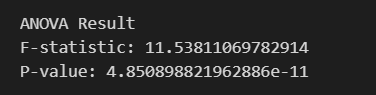 ANOVA Result
F-statistic: 11.53811069782914
P-value: 4.850898821962886e-11